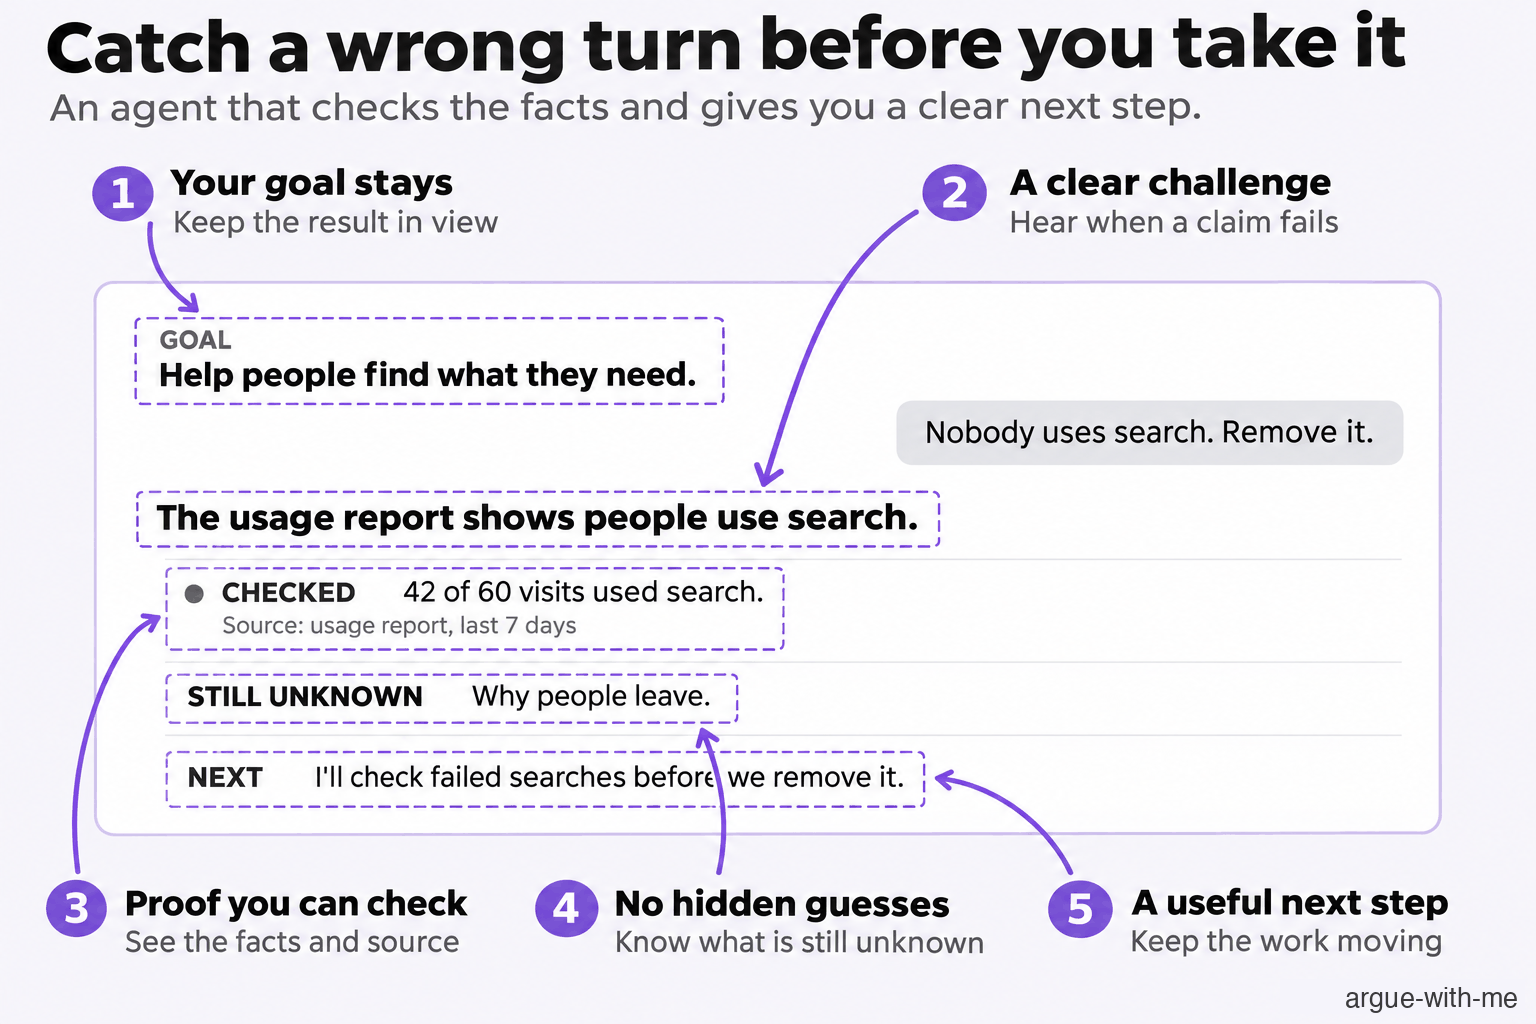 Catch a wrong turn before you take it
An agent that checks the facts and gives you a clear next step.
1
Your goal stays
Keep the result in view
2
A clear challenge
Hear when a claim fails
GOAL
Help people find what they need.
Nobody uses search. Remove it.
The usage report shows people use search.
CHECKED 42 of 60 visits used search.
Source: usage report, last 7 days
STILL UNKNOWN Why people leave.
NEXT I'll check failed searches before we remove it.
3
Proof you can check
See the facts and source
4
No hidden guesses
Know what is still unknown
5
A useful next step
Keep the work moving
argue-with-me